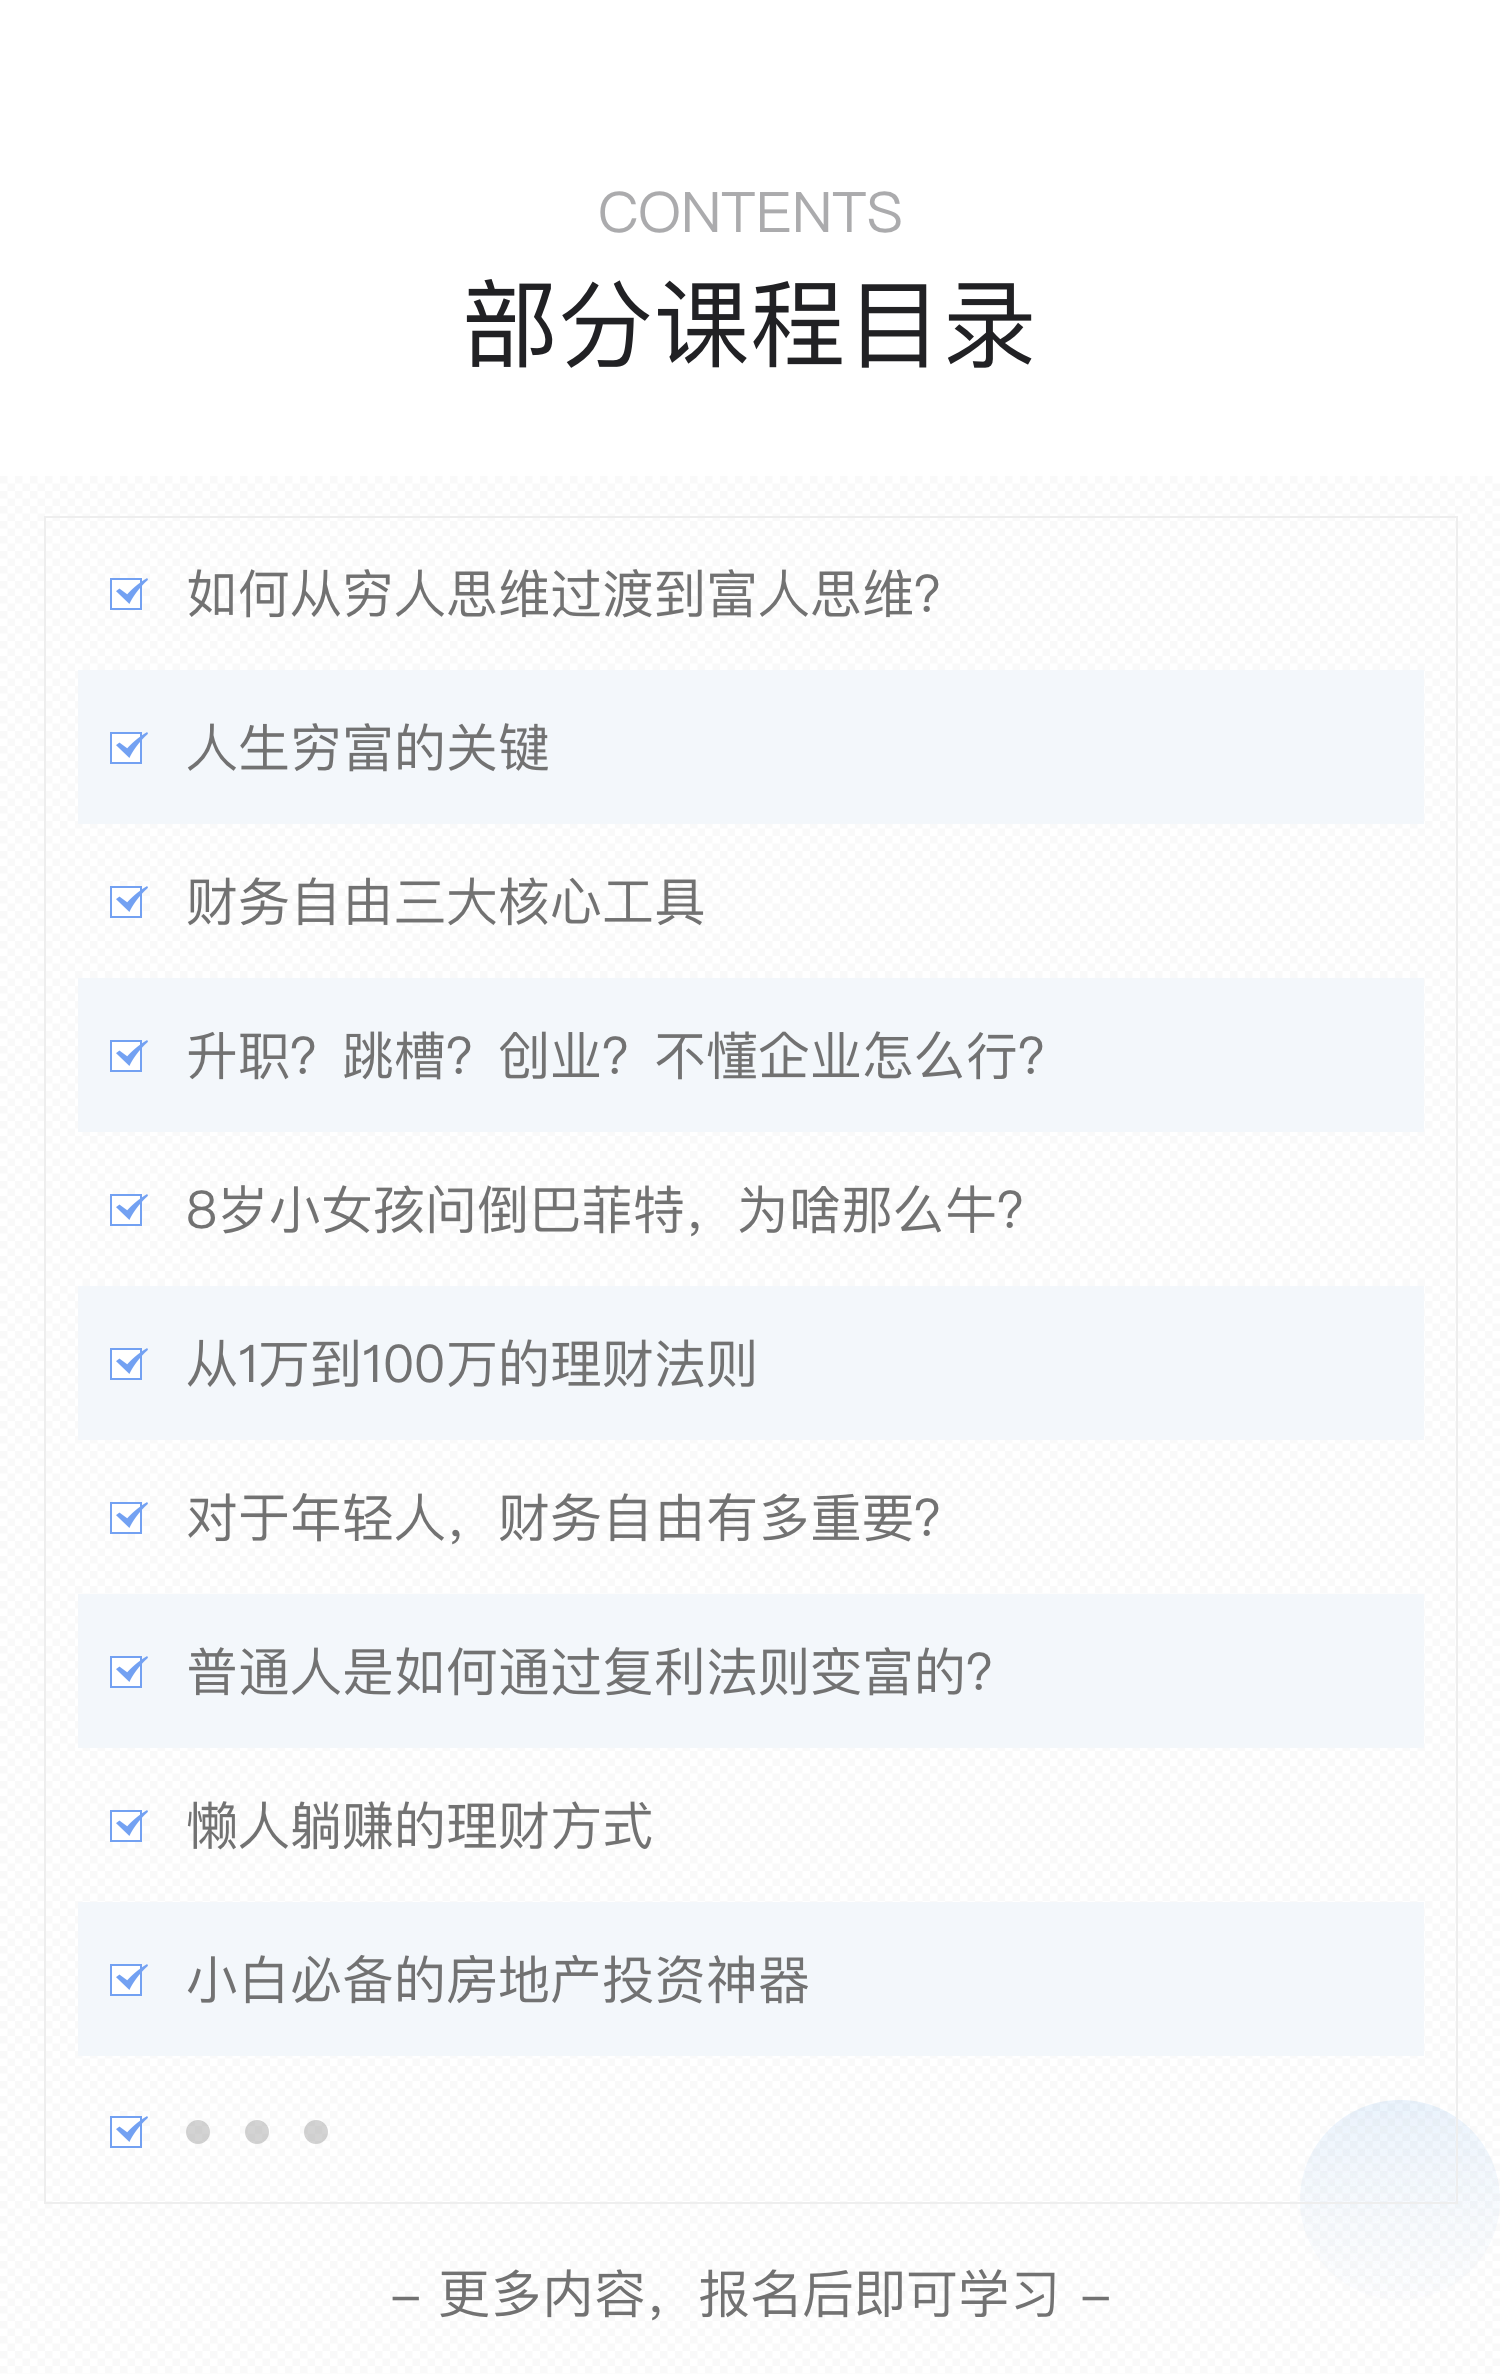 CONTENTS
部分课程目录
如何从穷人思维过渡到富人思维?
人生穷富的关键
财务自由三大核心工具
升职? 跳槽? 创业? 不懂企业怎么行?
8岁小女孩问倒巴菲特，为啥那么牛?
从1万到100万的理财法则
对于年轻人，财务自由有多重要?
普通人是如何通过复利法则变富的?
懒人躺赚的理财方式
小白必备的房地产投资神器
● ● ●
– 更多内容，报名后即可学习 –